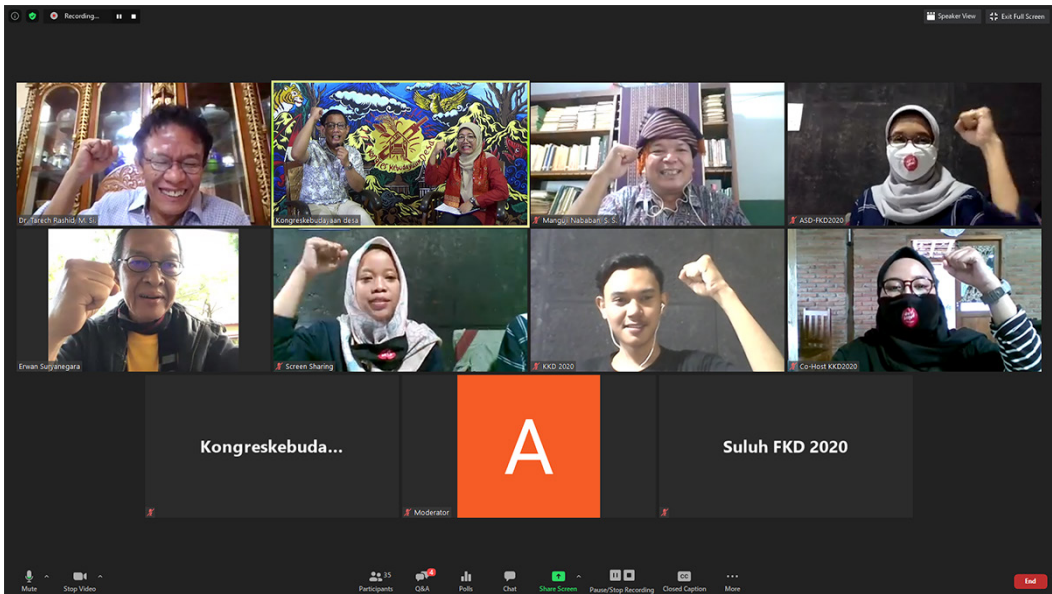 Recording...
Speaker View
Exit Full Screen
Dr. Tarech Rashid, M. Si.
Kongreskebudayaan desa
Mangu- Nababan, S. S.
ASD-FKD2020
Erwan Suryanegara
Screen Sharing
KKD 2020
Co-Host KKD2020
Kongreskebuda...
A
Moderator
Suluh FKD 2020
Mute
Stop Video
Participants
35
Q&A
4
Polls
Chat
Share Screen
Pause/Stop Recording
CC
Closed Caption
More
End